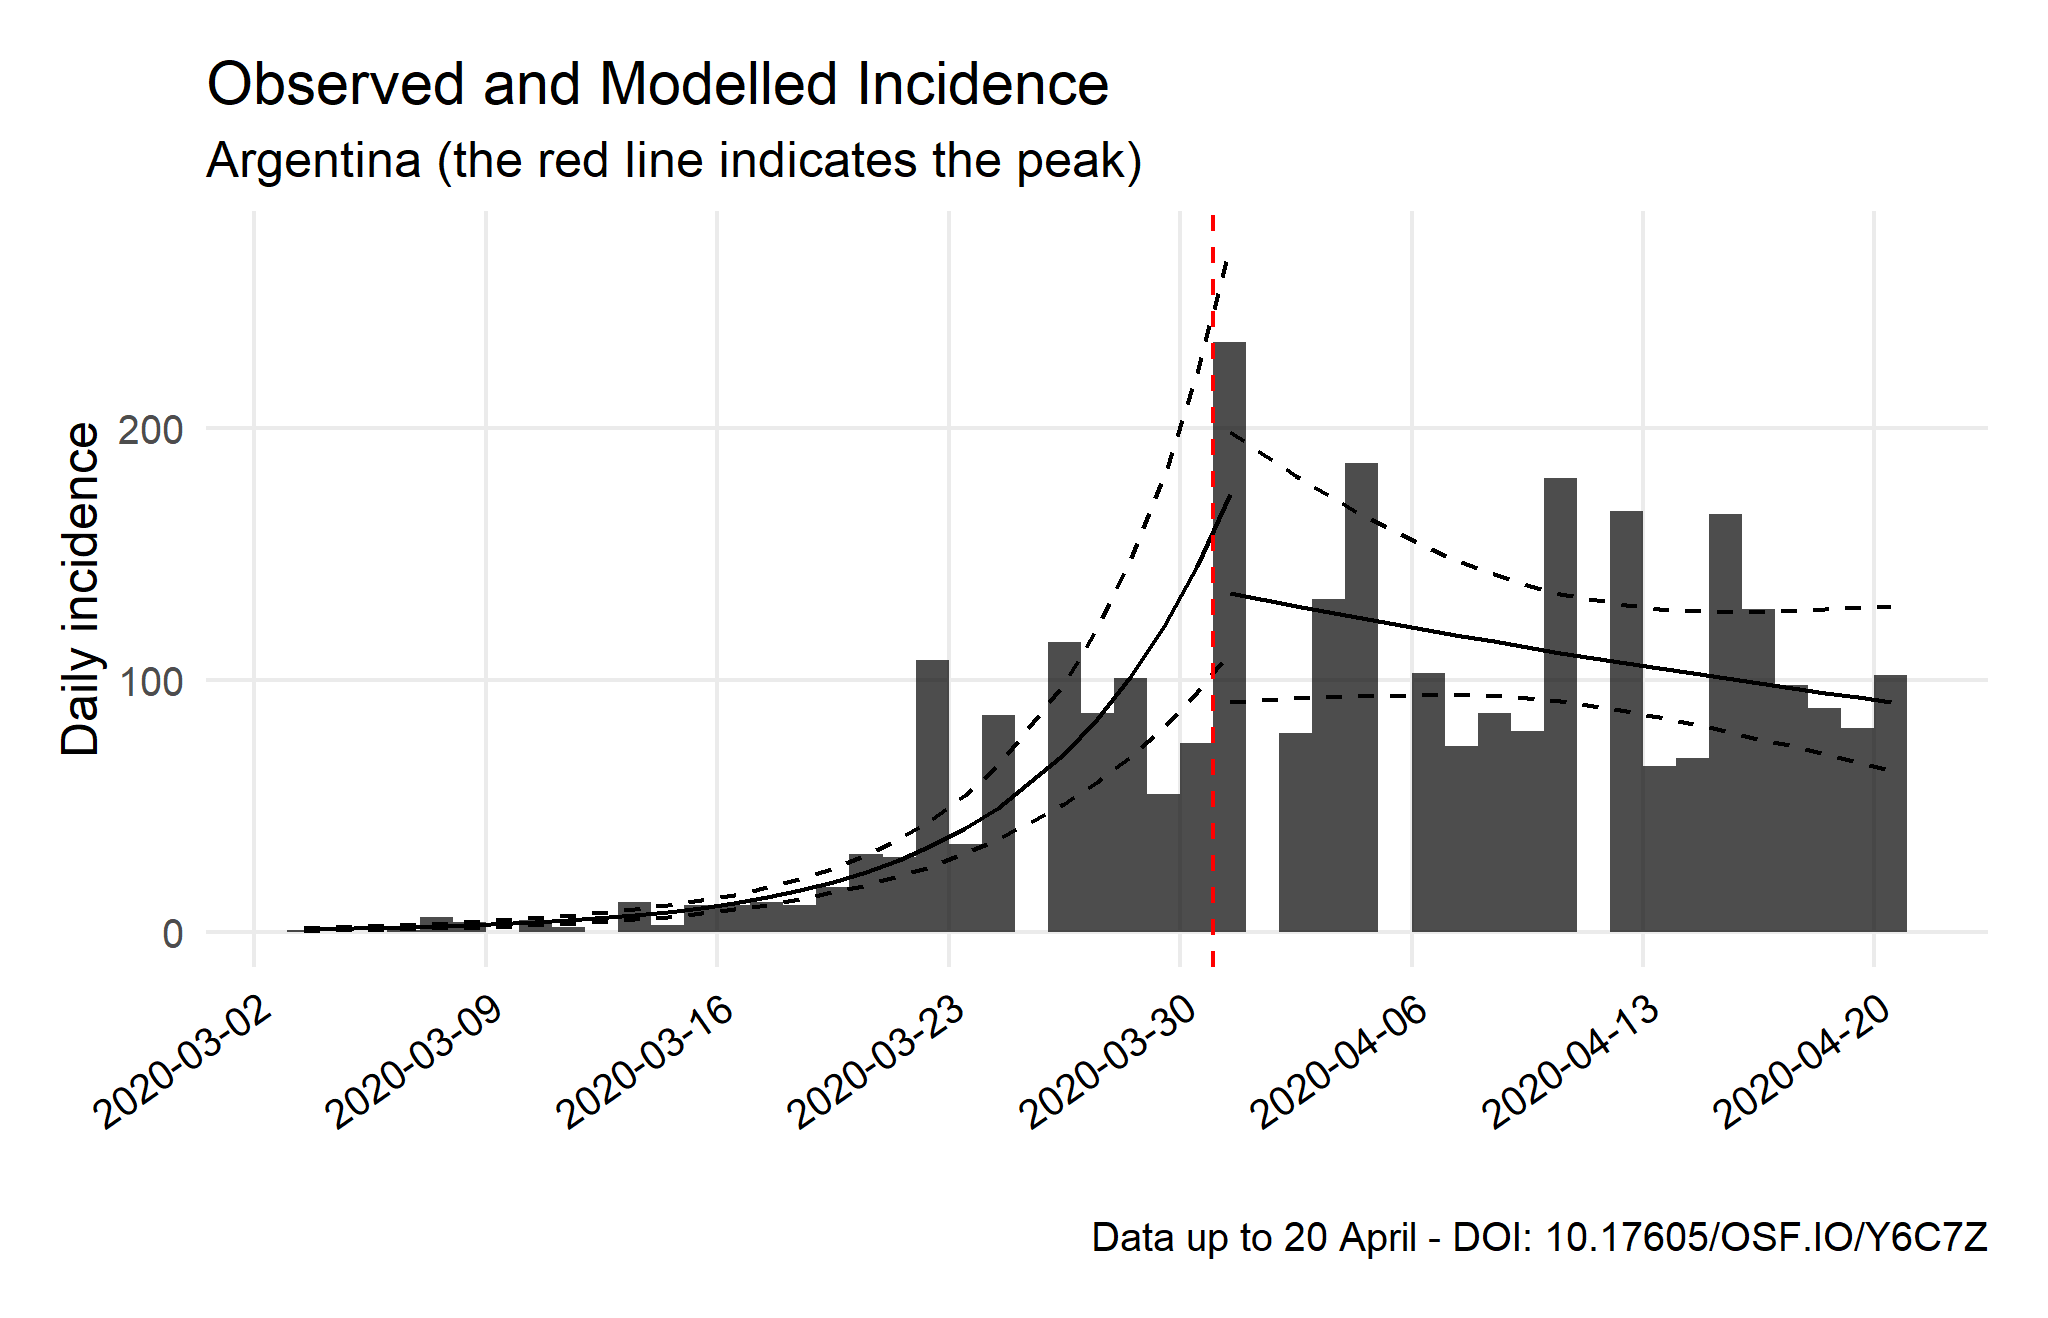 Observed and Modelled Incidence
Argentina (the red line indicates the peak)
Daily incidence
200
100
0
2020-03-02
2020-03-09
2020-03-16
2020-03-23
2020-03-30
2020-04-06
2020-04-13
2020-04-20
Data up to 20 April - DOI: 10.17605/OSF.IO/Y6C7Z